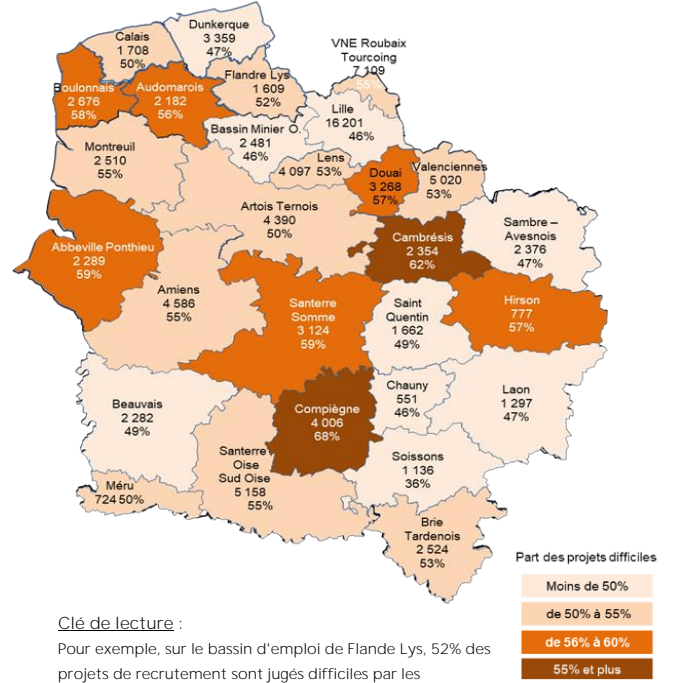 Dunkerque
3 359
47%
Calais
1 708
50%
VNE Roubaix
Tourcoing
7 109
55%
Flandre Lys
1 609
52%
Boulonnais
2 676
58%
Audomarois
2 182
56%
Lille
16 201
46%
Bassin Minier O.
2 481
46%
Montreuil
2 510
55%
Lens
4 097 53%
Douai
3 268
57%
Valenciennes
5 020
53%
Artois Ternois
4 390
50%
Cambrésis
2 354
62%
Sambre –
Avesnois
2 376
47%
Abbeville Ponthieu
2 289
59%
Amiens
4 586
55%
Santerre
Somme
3 124
59%
Saint
Quentin
1 662
49%
Hirson
777
57%
Beauvais
2 282
49%
Compiègne
4 006
68%
Chauny
551
46%
Laon
1 297
47%
Santerre
Oise
Sud Oise
5 158
55%
Soissons
1 136
36%
Méru
724 50%
Brie
Tardenois
2 524
53%
Part des projets difficiles
Moins de 50%
de 50% à 55%
de 56% à 60%
55% et plus
Clé de lecture :
Pour exemple, sur le bassin d'emploi de Flande Lys, 52% des
projets de recrutement sont jugés difficiles par les